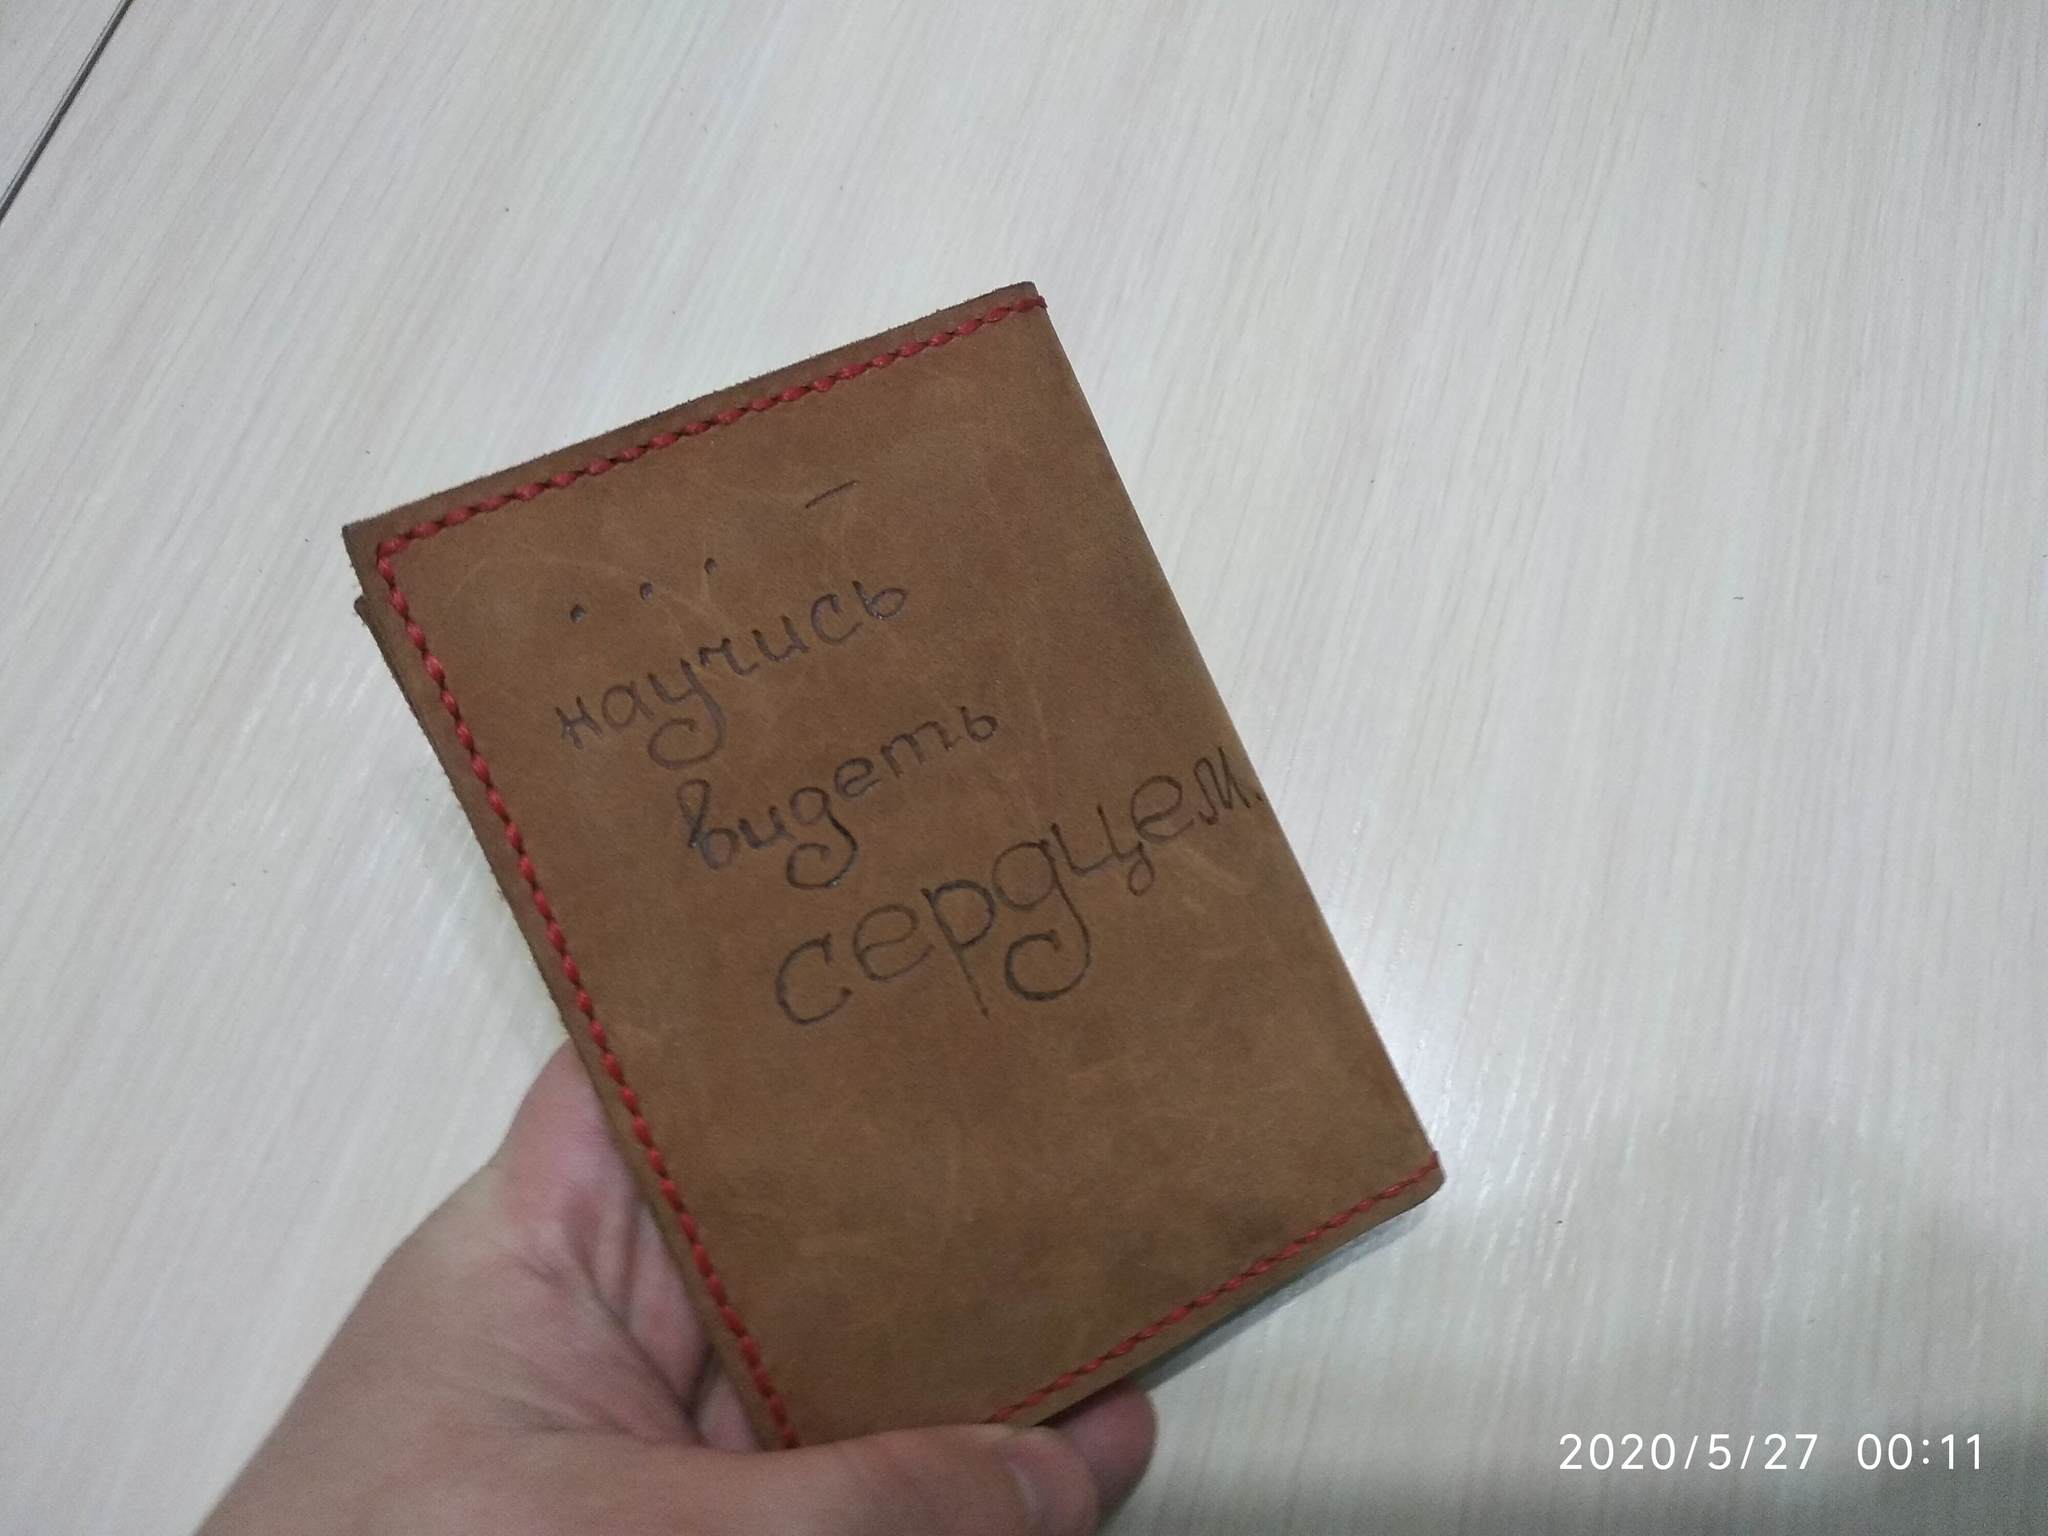 ... –
научись
видеть
сердцем.
2020/5/27 00:11